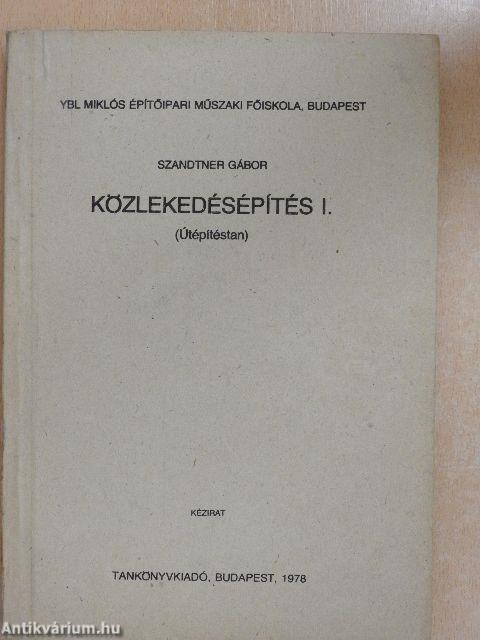 YBL MIKLÓS ÉPÍTŐIPARI MŰSZAKI FŐISKOLA, BUDAPEST
SZANDTNER GÁBOR
KÖZLEKEDÉSÉPÍTÉS I.
(Útépítéstan)
KÉZIRAT
TANKÖNYVKIADÓ, BUDAPEST, 1978
Antikvárium.hu